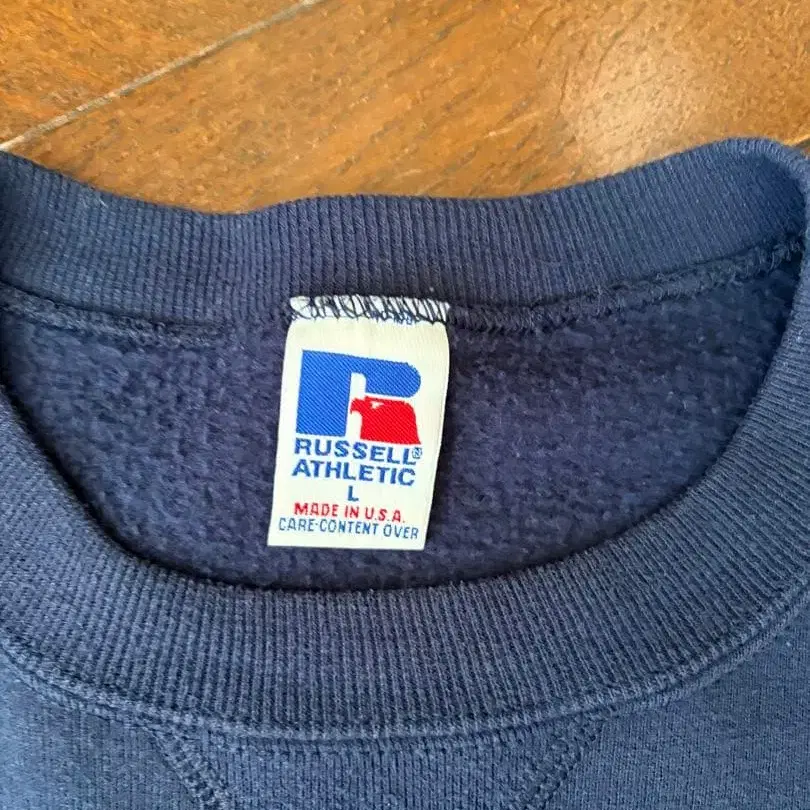 RUSSELL®
ATHLETIC
L
MADE IN U.S.A.
CARE-CONTENT OVER